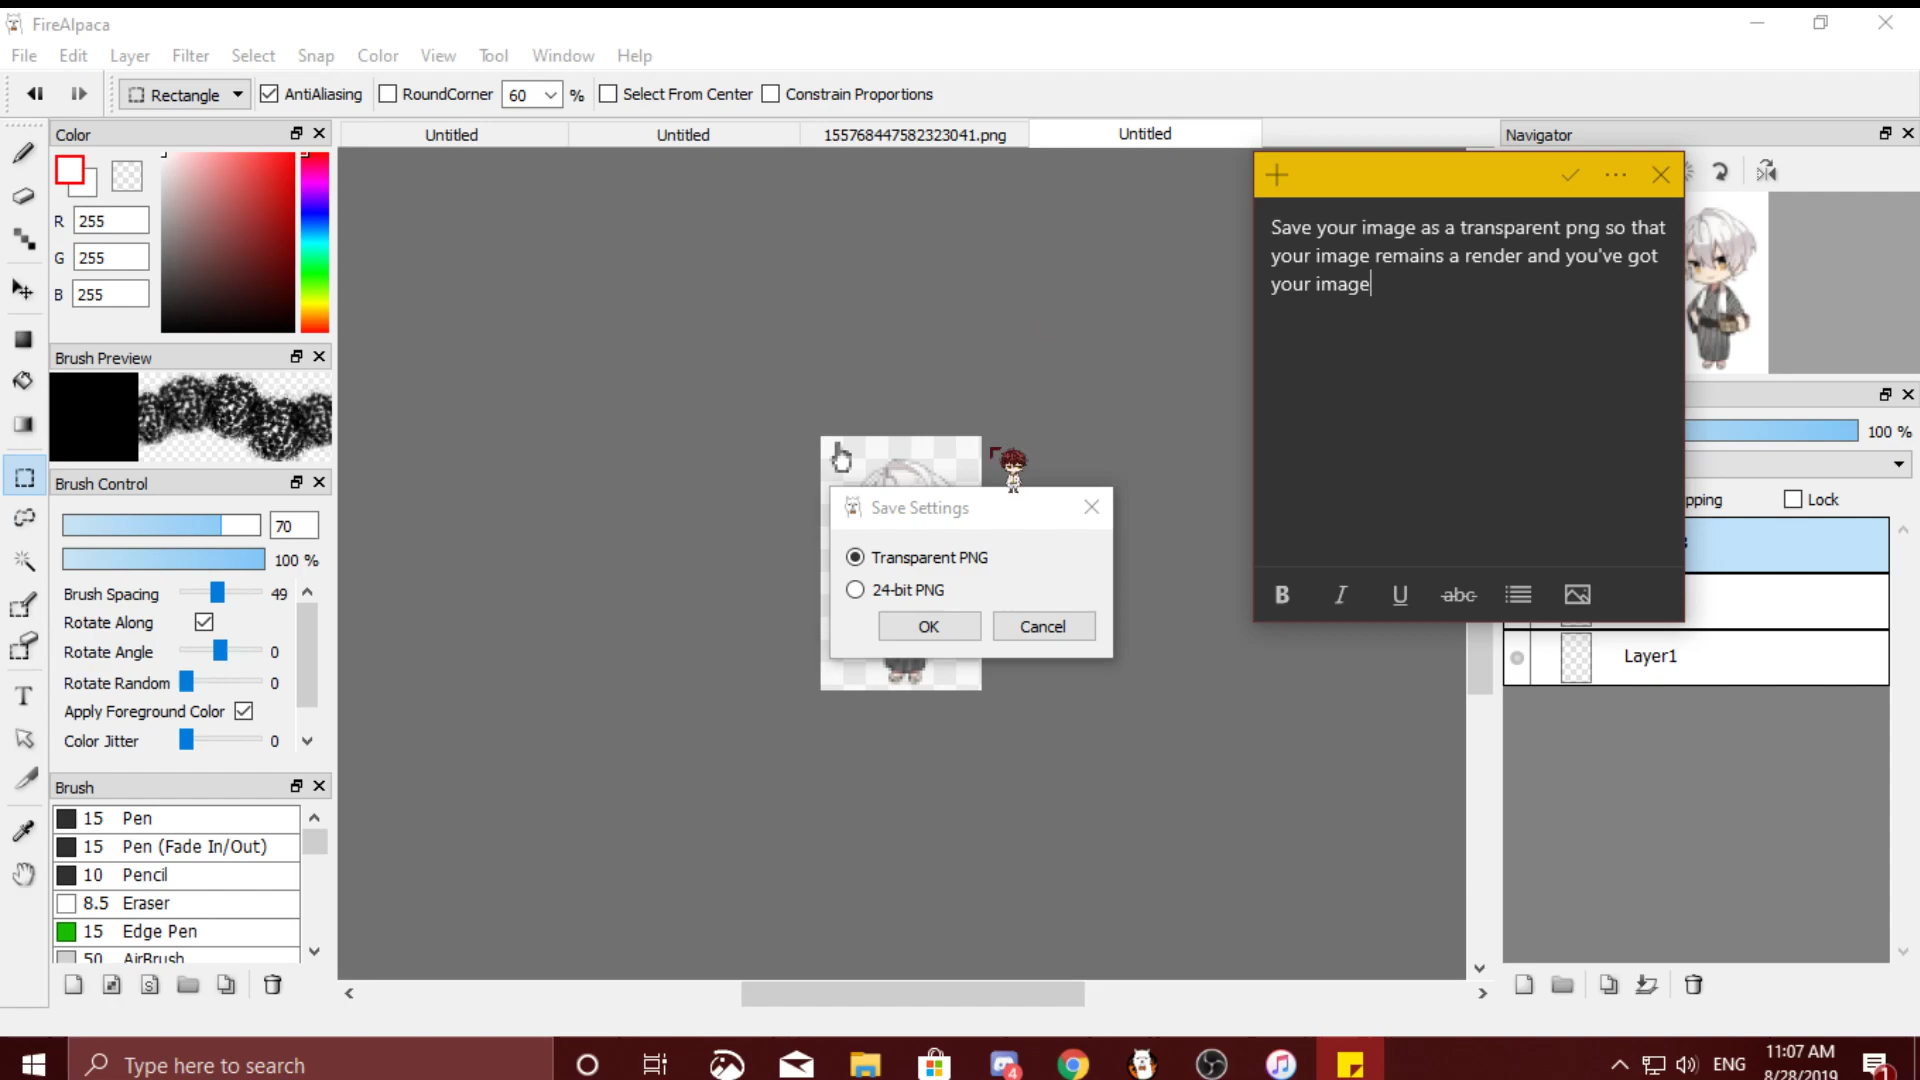 FireAlpaca
File Edit Layer Filter Select Snap Color View Tool Window Help
Rectangle AntiAliasing RoundCorner 60 % Select From Center Constrain Proportions
Color
Untitled Untitled 155768447582323041.png Untitled
Navigator
R 255
G 255
B 255
Save your image as a transparent png so that
your image remains a render and you've got
your image
Brush Preview
100 %
Brush Control
70
100 %
Brush Spacing 49
Rotate Along
Rotate Angle 0
Rotate Random 0
Apply Foreground Color
Color Jitter 0
Save Settings
Transparent PNG
24-bit PNG
OK Cancel
B I U abc
pping Lock
Layer1
Brush
15 Pen
15 Pen (Fade In/Out)
10 Pencil
8.5 Eraser
15 Edge Pen
50 AirBrush
Type here to search
4
ENG
11:07 AM
8/28/2019
1